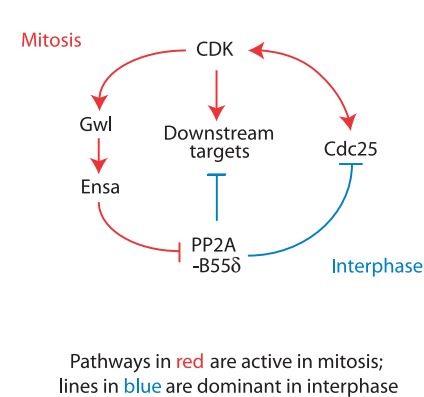 Mitosis
CDK
Gwl
Downstream
targets
Cdc25
Ensa
PP2A
-B55δ
Interphase
Pathways in red are active in mitosis;
lines in blue are dominant in interphase